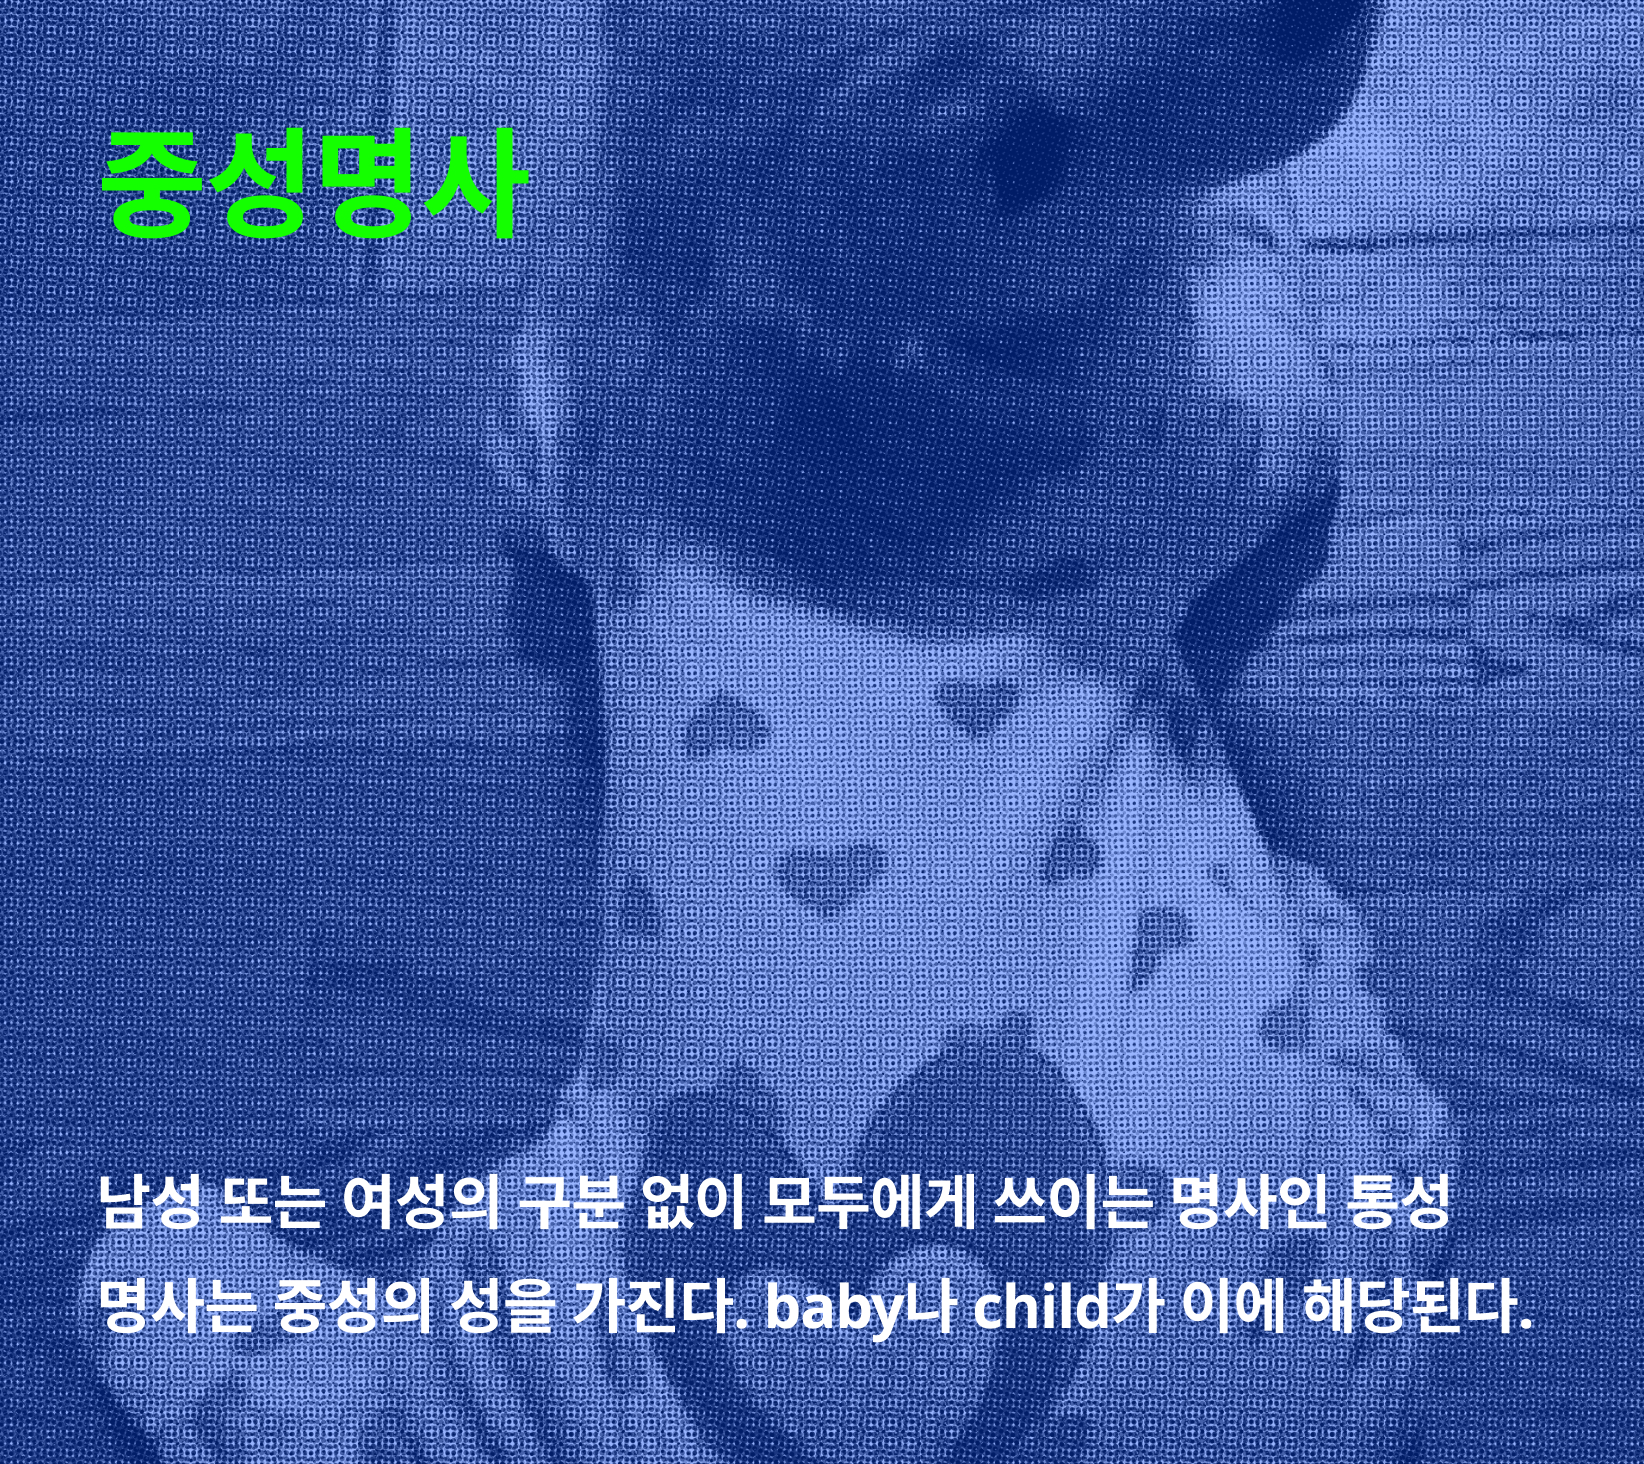 중성명사
남성 또는 여성의 구분 없이 모두에게 쓰이는 명사인 통성
명사는 중성의 성을 가진다. baby나 child가 이에 해당된다.